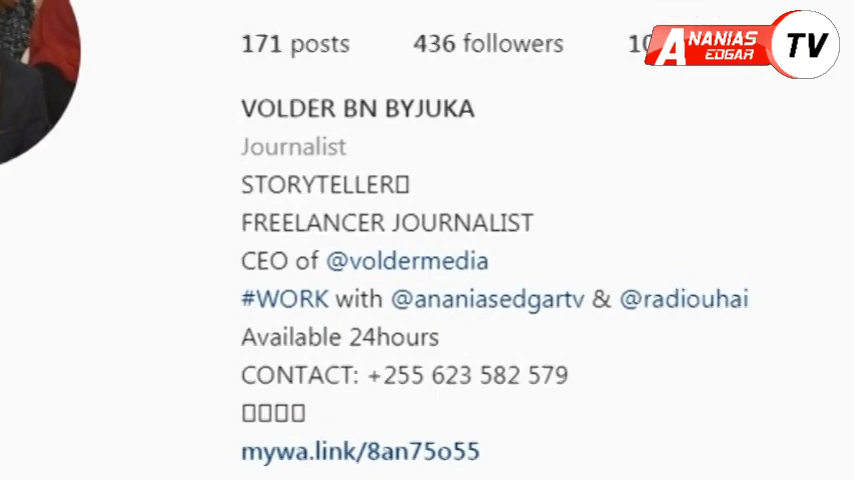 171 posts 436 followers
ANANIAS
EDGAR
TV
VOLDER BN BYJUKA
Journalist
STORYTELLER
FREELANCER JOURNALIST
CEO of @voldermedia
#WORK with @ananiasedgartv & @radiouhai
Available 24hours
CONTACT: +255 623 582 579
mywa.link/8an75o55